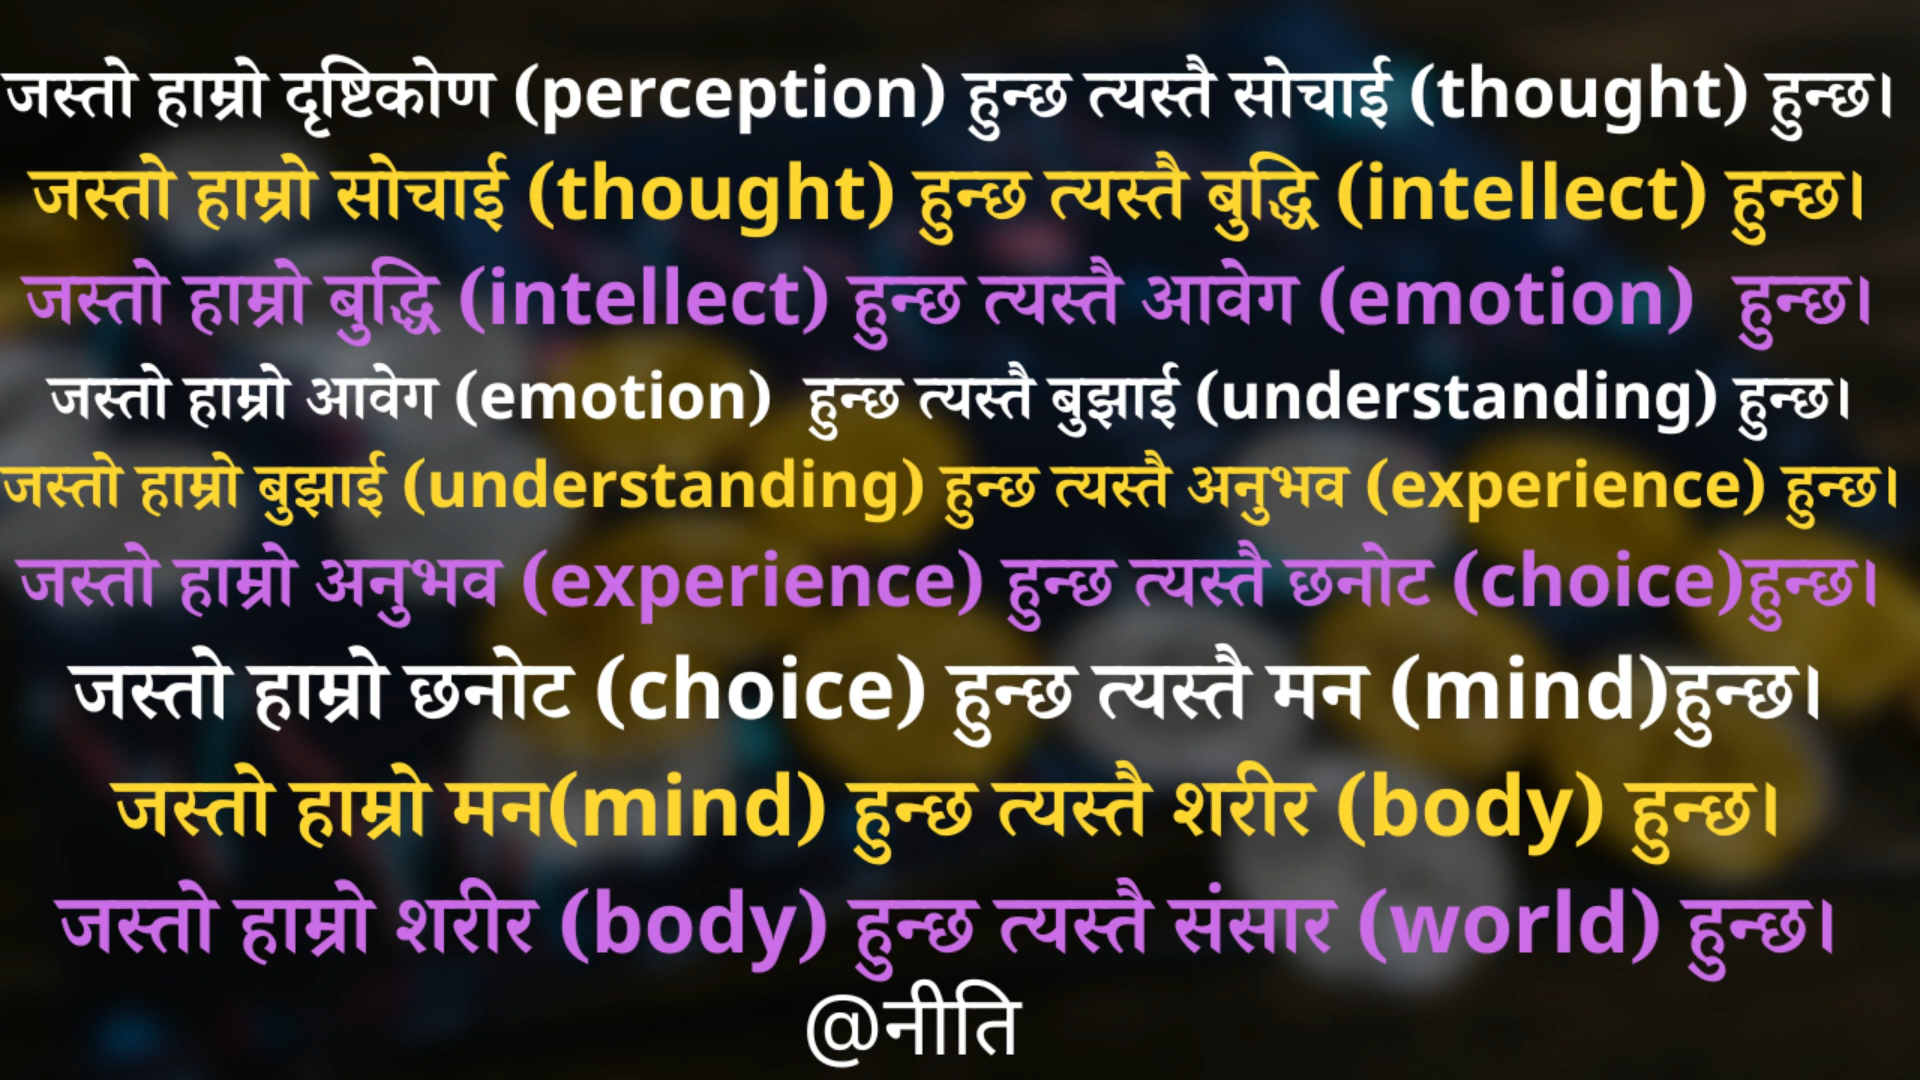 जस्तो हाम्रो दृष्टिकोण (perception) हुन्छ त्यस्तै सोचाई (thought) हुन्छ।
जस्तो हाम्रो सोचाई (thought) हुन्छ त्यस्तै बुद्धि (intellect) हुन्छ।
जस्तो हाम्रो बुद्धि (intellect) हुन्छ त्यस्तै आवेग (emotion)  हुन्छ।
जस्तो हाम्रो आवेग (emotion)  हुन्छ त्यस्तै बुझाई (understanding) हुन्छ।
जस्तो हाम्रो बुझाई (understanding) हुन्छ त्यस्तै अनुभव (experience) हुन्छ।
जस्तो हाम्रो अनुभव (experience) हुन्छ त्यस्तै छनोट (choice)हुन्छ।
जस्तो हाम्रो छनोट (choice) हुन्छ त्यस्तै मन (mind)हुन्छ।
जस्तो हाम्रो मन(mind) हुन्छ त्यस्तै शरीर (body) हुन्छ।
जस्तो हाम्रो शरीर (body) हुन्छ त्यस्तै संसार (world) हुन्छ।
@नीति